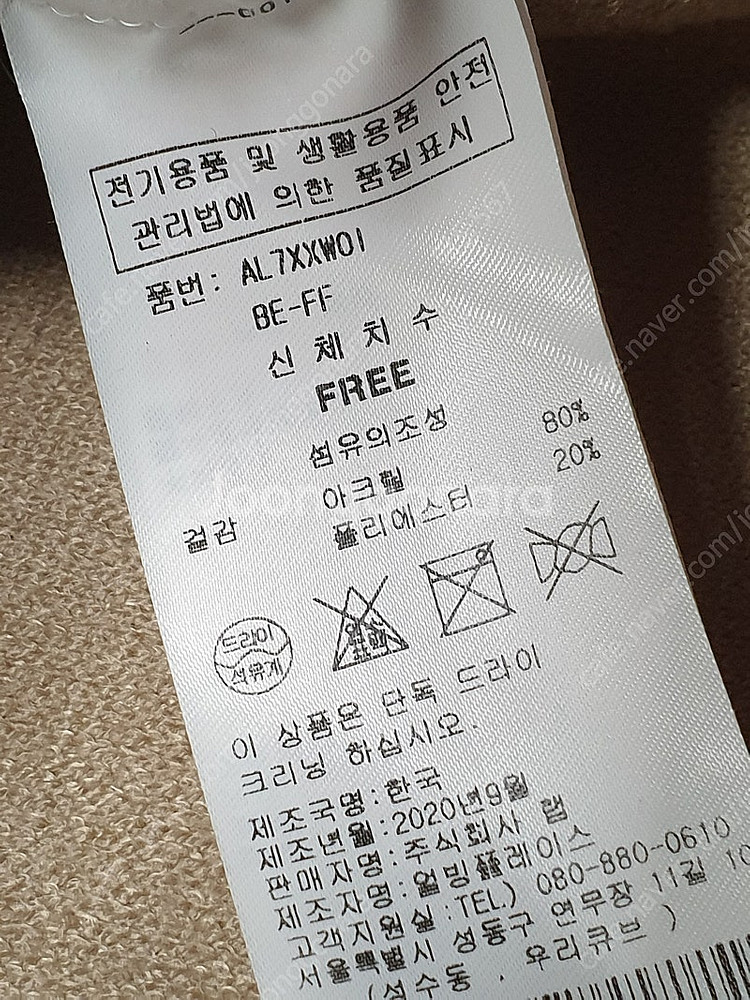 전기용품 및 생활용품 안전
관리법에 의한 품질표시
품번: AL7XXW01
BE-FF
신 체 치 수
FREE
섬유의조성
아크릴 80%
겉감 폴리에스터 20%
드라이
석유계
염소
표백
이 상품은 단독 드라이
크리닝 하십시오.
제조국명:한국
제조년월:2020년9월
판매자명:주식회사 랩
제조자명:얼밍플레이스
고객지원실:TEL) 080-880-0610
서울특별시 성동구 연무장 11길 10
(성수동 . 우리큐브 )